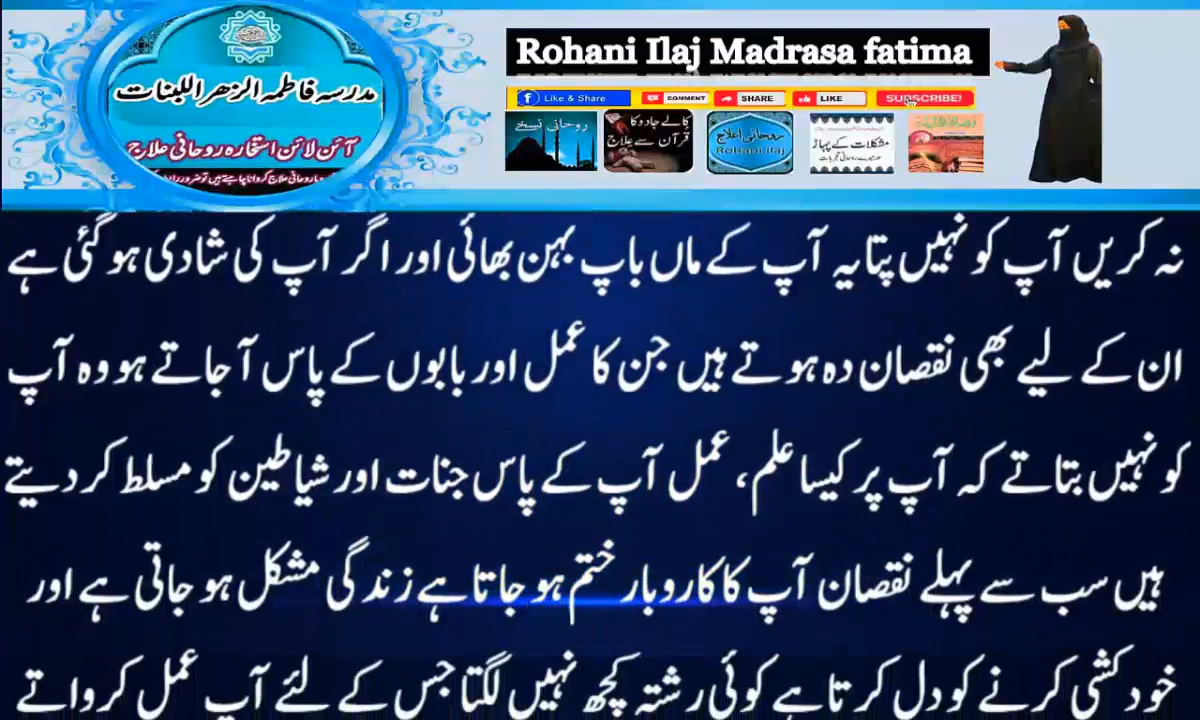 مدرسہ فاطمہ الزھرا للبنات
آئن لائن استخارہ روحانی علاج
Rohani Ilaj Madrasa fatima
Like & Share
COMMENT
SHARE
LIKE
SUBSCRIBE!
روحانی نسخے
کالے جادو کا
قرآن سے علاج
روحانی اعلاج
Rohani ilaj
مشکلات کے پہاڑ
نہ کریں آپ کو نہیں پتا یہ آپ کے ماں باپ بہن بھائی اور اگر آپ کی شادی ہو گئی ہے
ان کے لیے بھی نقصان دہ ہوتے ہیں جن کا عمل اور بابوں کے پاس آ جاتے ہو وہ آپ
کو نہیں بتاتے کہ آپ پر کیسا علم، عمل آپ کے پاس جنات اور شیاطین کو مسلط کر دیتے
ہیں سب سے پہلے نقصان آپ کا کاروبار ختم ہو جاتا ہے زندگی مشکل ہو جاتی ہے اور
خودکشی کرنے کو دل کرتا ہے کوئی رشتہ کچھ نہیں لگتا جس کے لئے آپ عمل کرواتے